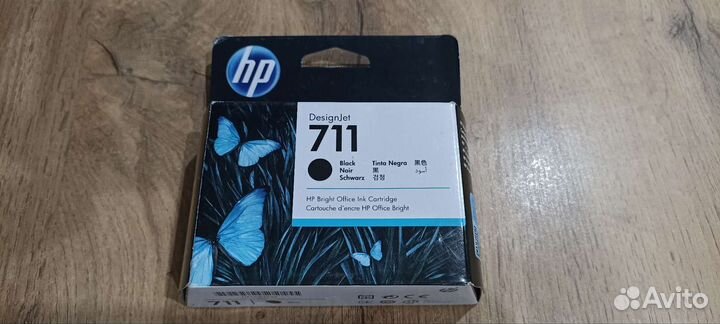 hp
DesignJet
711
Black Tinta Negra 黑色
Noir 黒 أسود
Schwarz 검정
HP Bright Office Ink Cartridge
Cartouche d'encre HP Office Bright
711
Avito